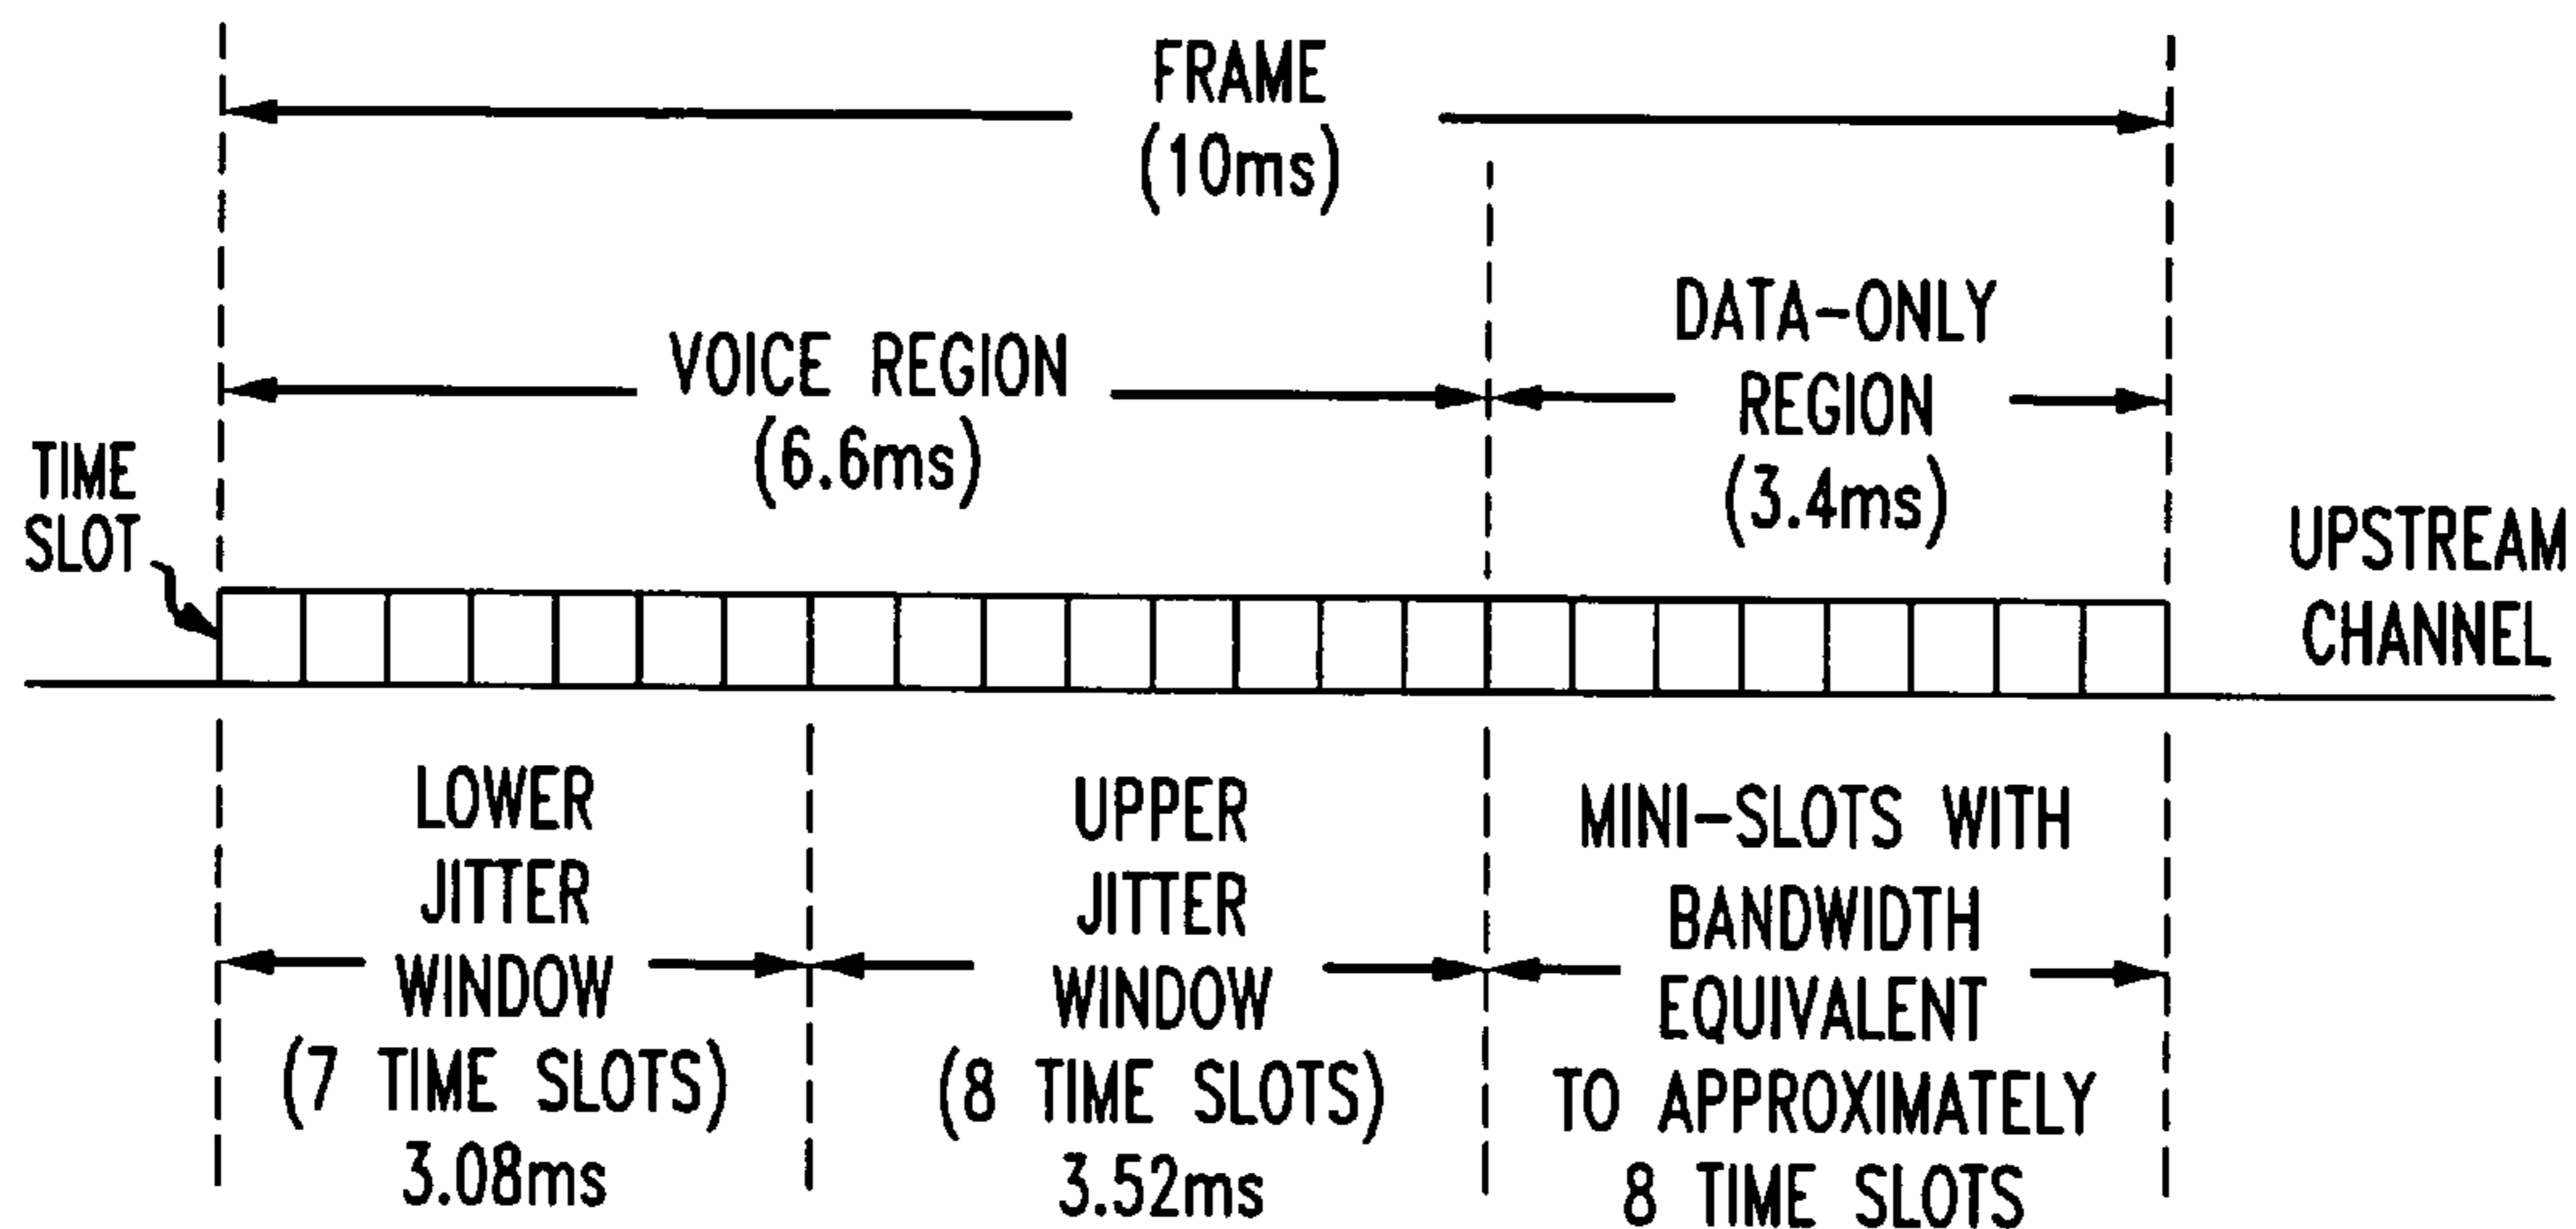 FRAME
(10ms)
DATA-ONLY
REGION
(3.4ms)
VOICE REGION
(6.6ms)
TIME
SLOT
UPSTREAM
CHANNEL
LOWER
JITTER
WINDOW
(7 TIME SLOTS)
3.08ms
UPPER
JITTER
WINDOW
(8 TIME SLOTS)
3.52ms
MINI-SLOTS WITH
BANDWIDTH
EQUIVALENT
TO APPROXIMATELY
8 TIME SLOTS